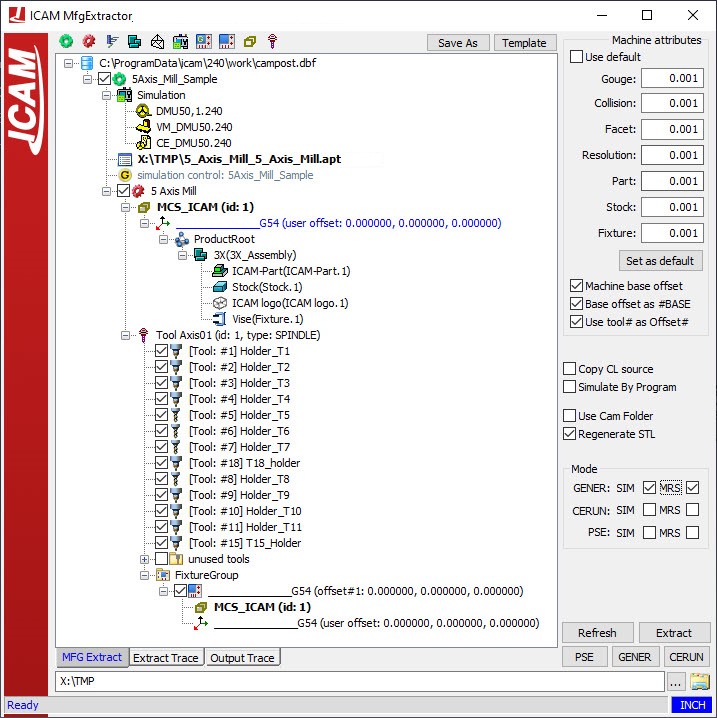 ICAM MfgExtractor
ICAM
Save As
Template
C:\ProgramData\icam\240\work\campost.dbf
5Axis_Mill_Sample
Simulation
DMU50,1.240
VM_DMU50.240
CE_DMU50.240
X:\TMP\5_Axis_Mill_5_Axis_Mill.apt
G simulation control: 5Axis_Mill_Sample
5 Axis Mill
MCS_ICAM (id: 1)
______________G54 (user offset: 0.000000, 0.000000, 0.000000)
ProductRoot
3X(3X_Assembly)
ICAM-Part(ICAM-Part.1)
Stock(Stock.1)
ICAM logo(ICAM logo.1)
Vise(Fixture.1)
Tool Axis01 (id: 1, type: SPINDLE)
[Tool: #1] Holder_T1
[Tool: #2] Holder_T2
[Tool: #3] Holder_T3
[Tool: #4] Holder_T4
[Tool: #5] Holder_T5
[Tool: #6] Holder_T6
[Tool: #7] Holder_T7
[Tool: #18] T18_holder
[Tool: #8] Holder_T8
[Tool: #9] Holder_T9
[Tool: #10] Holder_T10
[Tool: #11] Holder_T11
[Tool: #15] T15_Holder
unused tools
FixtureGroup
______________G54 (offset#1: 0.000000, 0.000000, 0.000000)
MCS_ICAM (id: 1)
______________G54 (user offset: 0.000000, 0.000000, 0.000000)
Machine attributes
Use default
Gouge: 0.001
Collision: 0.001
Facet: 0.001
Resolution: 0.001
Part: 0.001
Stock: 0.001
Fixture: 0.001
Set as default
Machine base offset
Base offset as #BASE
Use tool# as Offset#
Copy CL source
Simulate By Program
Use Cam Folder
Regenerate STL
Mode
GENER: SIM MRS
CERUN: SIM MRS
PSE: SIM MRS
Refresh
Extract
PSE
GENER
CERUN
MFG Extract
Extract Trace
Output Trace
X:\TMP
...
Ready
INCH